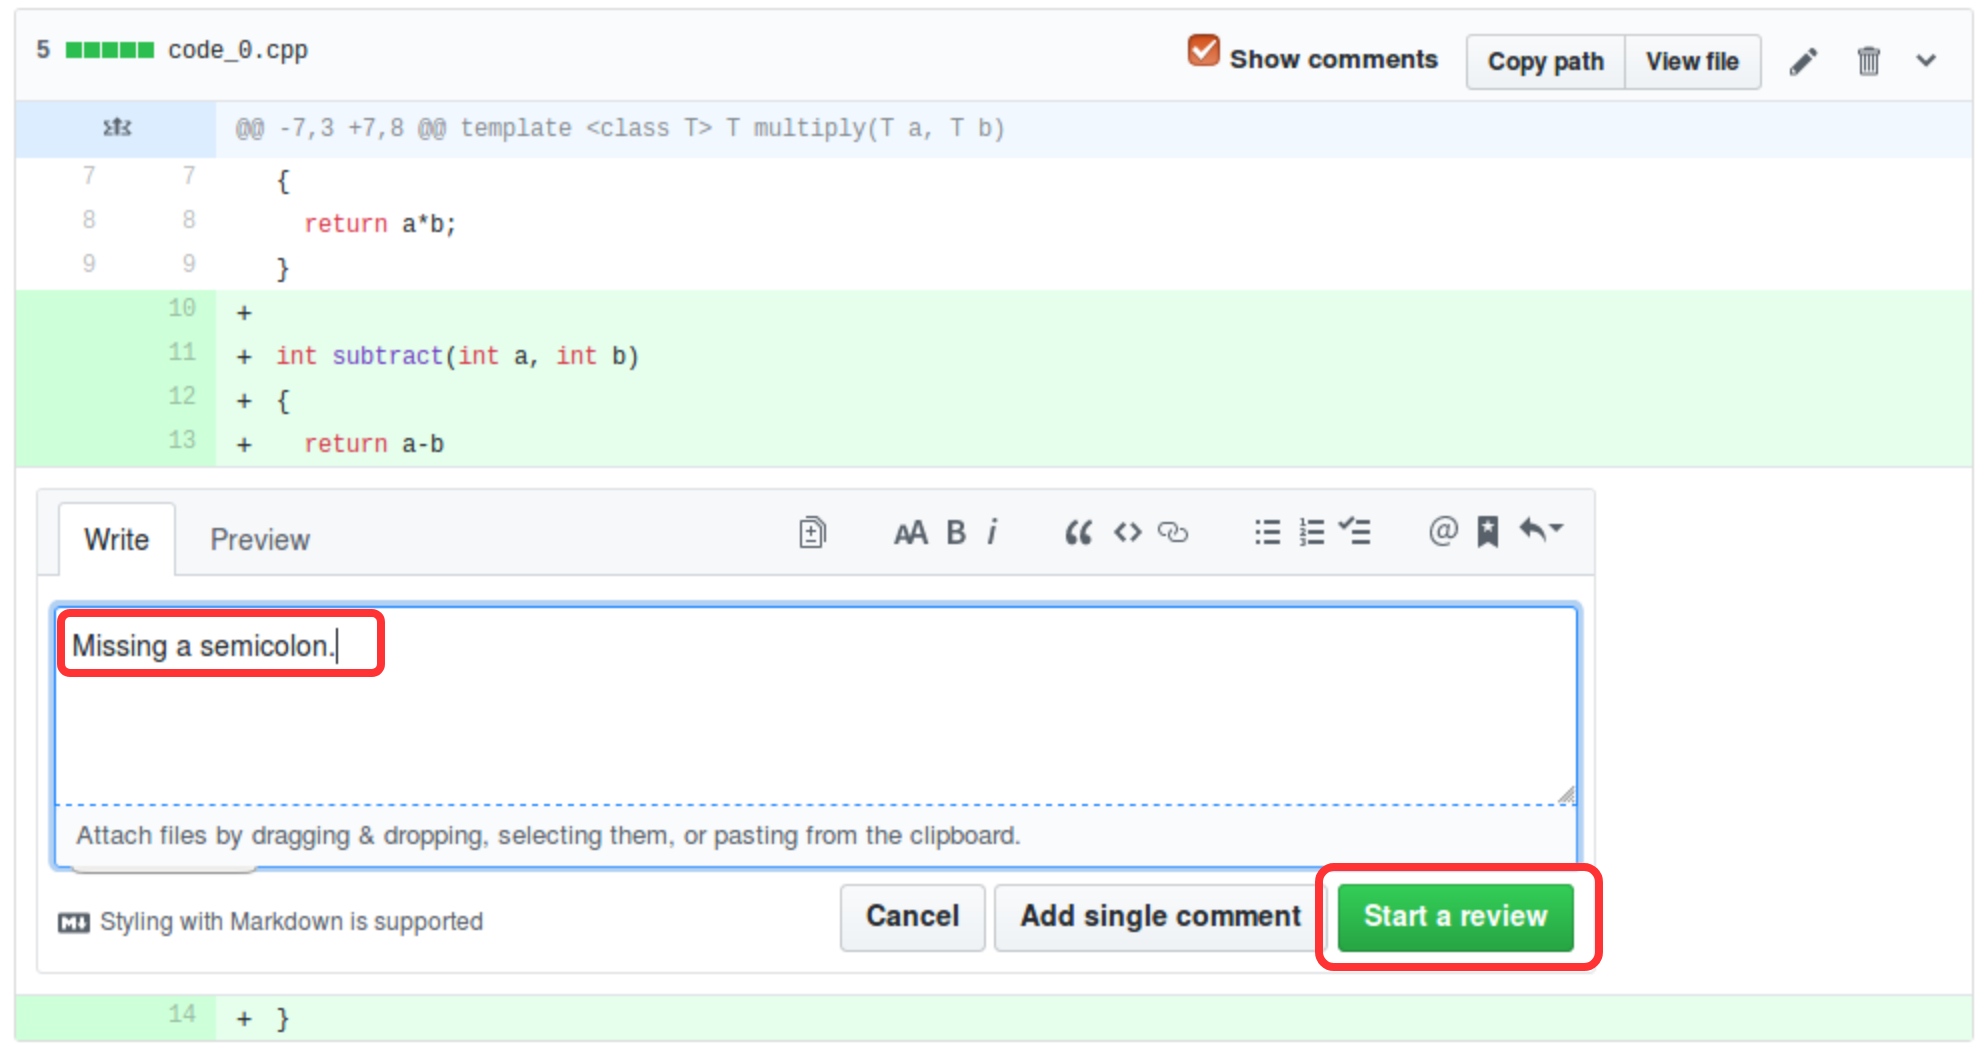 5 code_0.cpp Show comments Copy path View file
@@ -7,3 +7,8 @@ template <class T> T multiply(T a, T b)
7 7 {
8 8 return a*b;
9 9 }
10 +
11 + int subtract(int a, int b)
12 + {
13 + return a-b
Write Preview AA B i
Missing a semicolon.
Attach files by dragging & dropping, selecting them, or pasting from the clipboard.
Styling with Markdown is supported Cancel Add single comment Start a review
14 + }